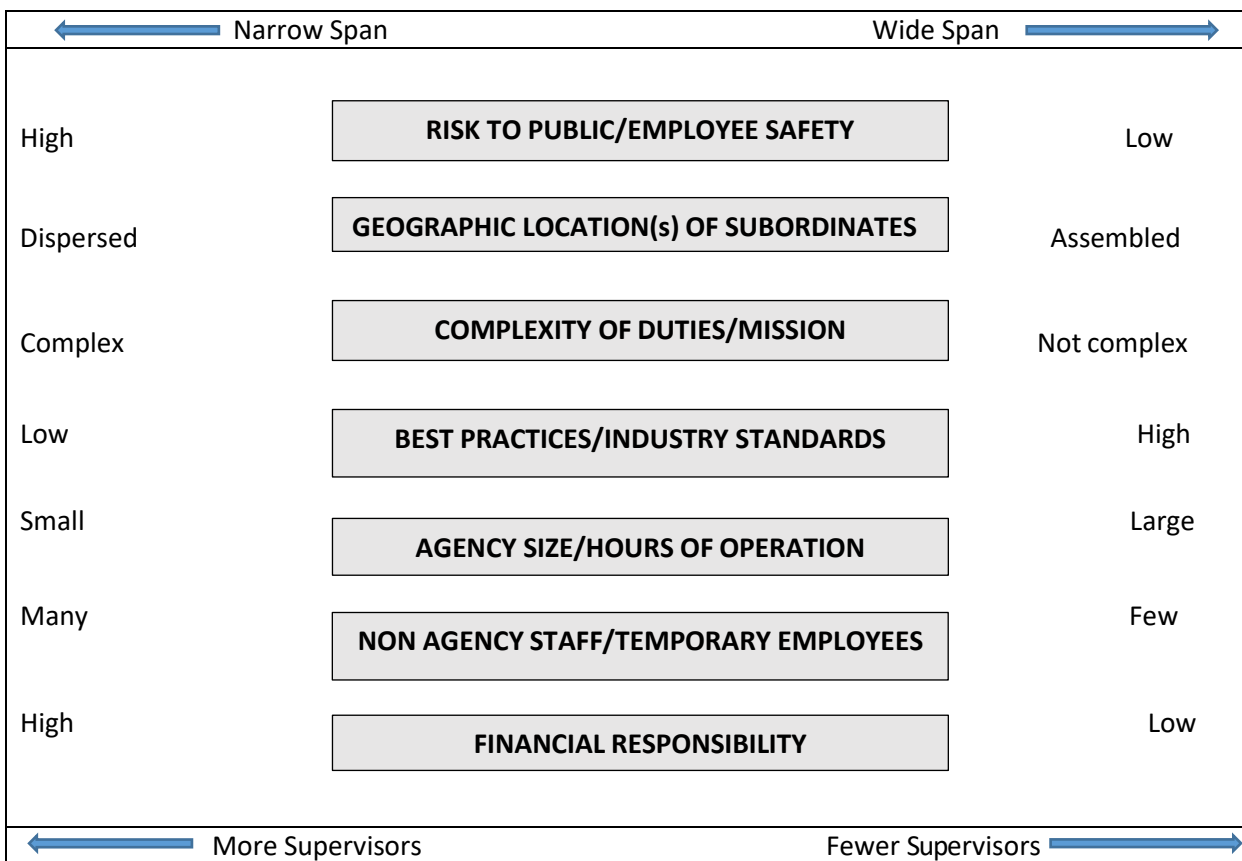 Narrow Span Wide Span
High RISK TO PUBLIC/EMPLOYEE SAFETY Low
Dispersed GEOGRAPHIC LOCATION(s) OF SUBORDINATES Assembled
Complex COMPLEXITY OF DUTIES/MISSION Not complex
Low BEST PRACTICES/INDUSTRY STANDARDS High
Small AGENCY SIZE/HOURS OF OPERATION Large
Many NON AGENCY STAFF/TEMPORARY EMPLOYEES Few
High FINANCIAL RESPONSIBILITY Low
More Supervisors Fewer Supervisors